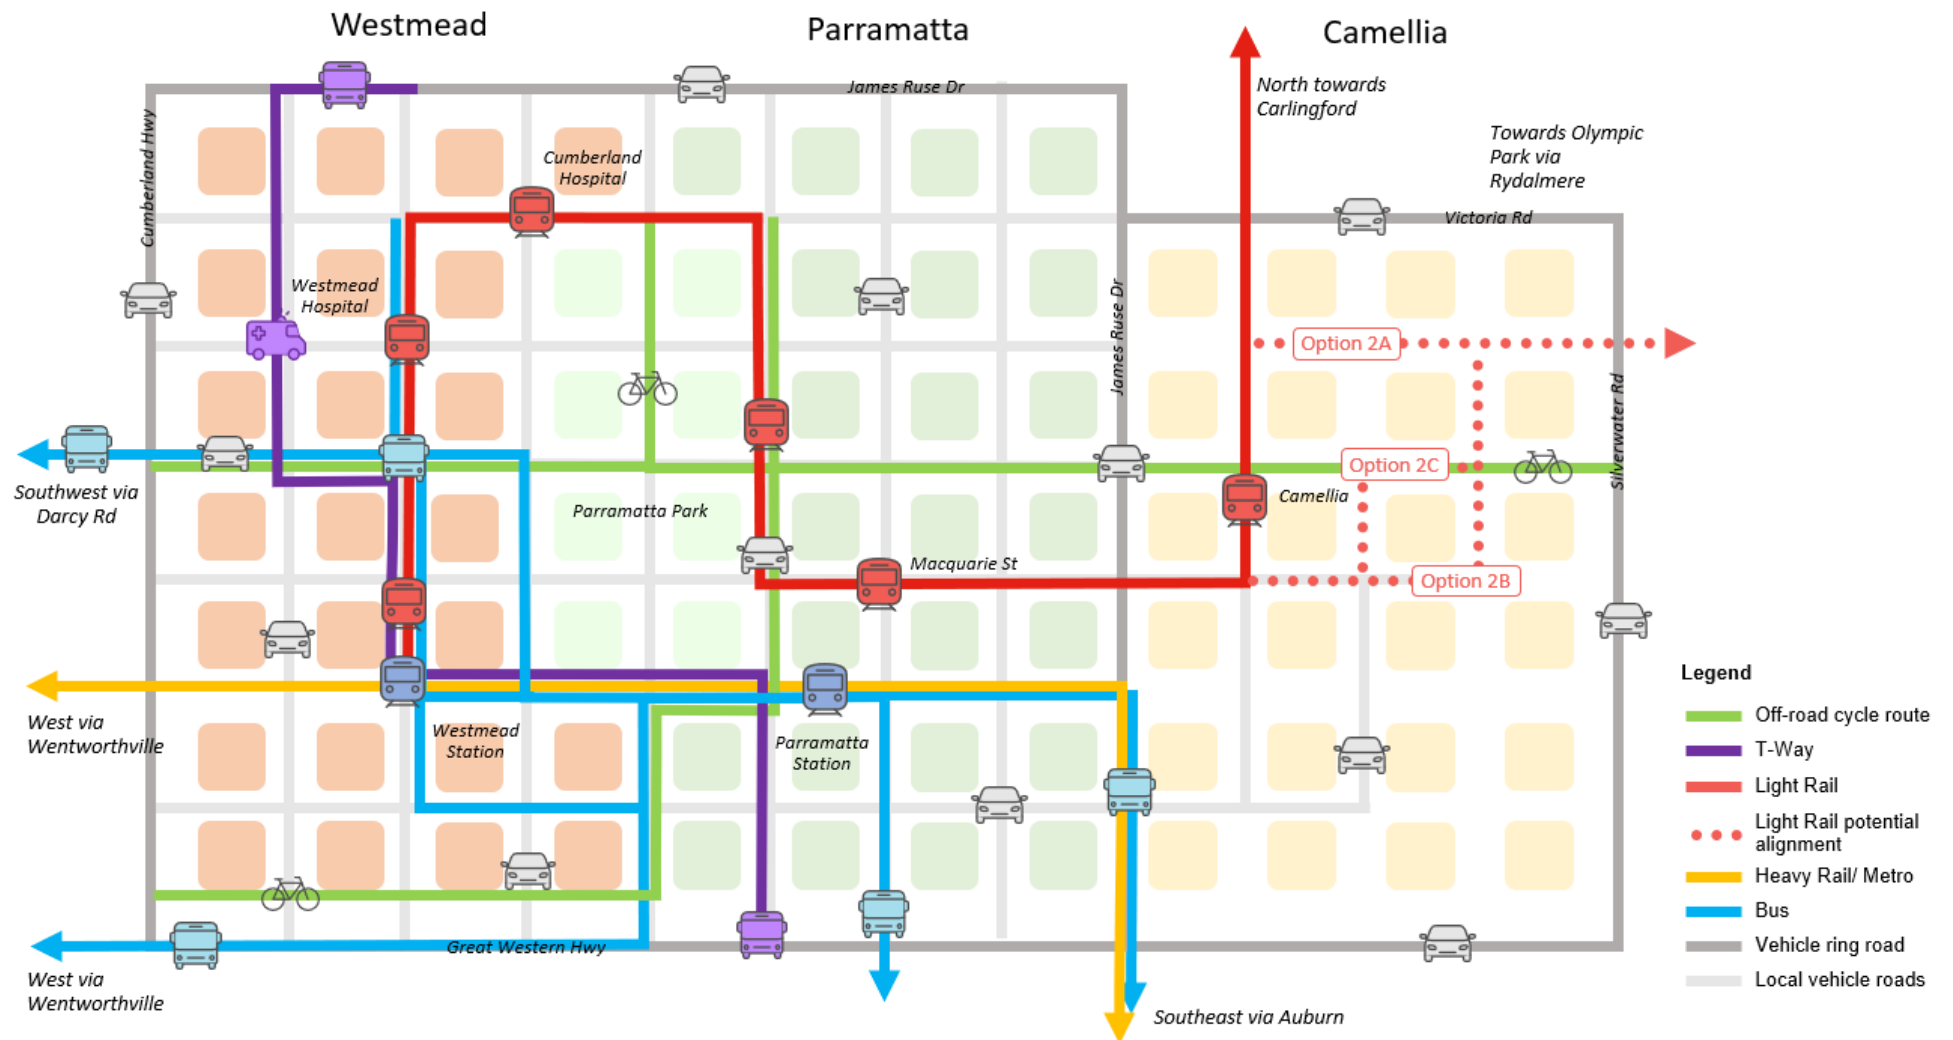 Westmead
Parramatta
Camellia
James Ruse Dr
North towards
Carlingford
Cumberland Hwy
Towards Olympic
Park via
Rydalmere
Cumberland
Hospital
Victoria Rd
Westmead
Hospital
James Ruse Dr
Option 2A
Silverwater Rd
Southwest via
Darcy Rd
Option 2C
Camellia
Parramatta Park
Macquarie St
Option 2B
West via
Wentworthville
Westmead
Station
Parramatta
Station
Great Western Hwy
West via
Wentworthville
Southeast via Auburn
Legend
Off-road cycle route
T-Way
Light Rail
Light Rail potential
alignment
Heavy Rail/ Metro
Bus
Vehicle ring road
Local vehicle roads